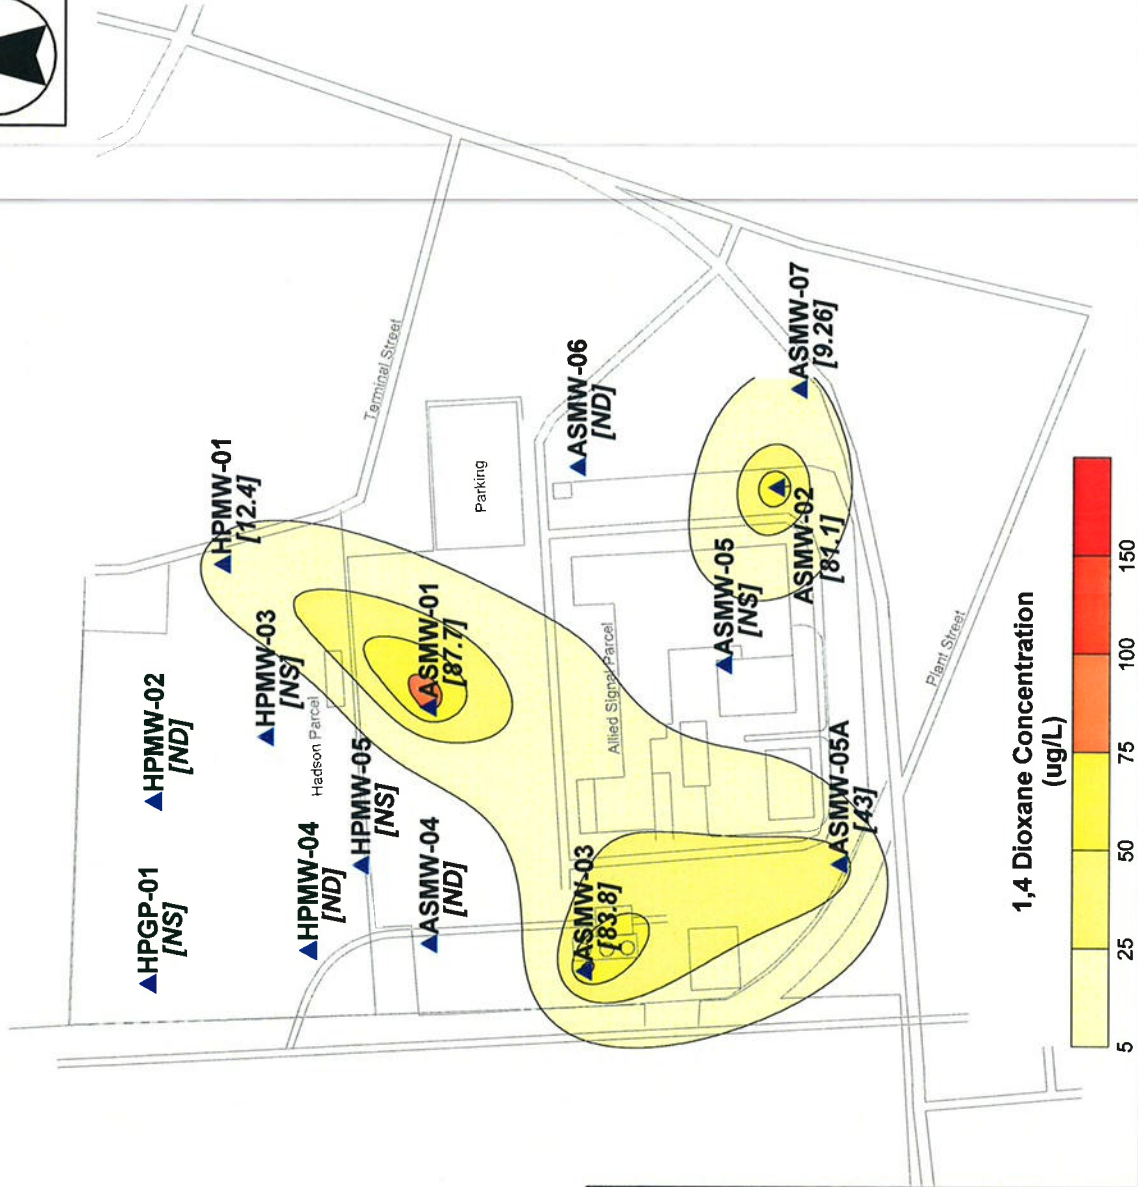 HPGP-01
[NS]
HPMW-02
[ND]
HPMW-01
[12.4]
HPMW-03
[NS]
HPMW-04
[ND]
Hadson Parcel
HPMW-05
[NS]
Terminal Street
ASMW-04
[ND]
ASMW-01
[87.7]
Parking
ASMW-03
[83.8]
Allied Signal Parcel
ASMW-06
[ND]
ASMW-05
[NS]
ASMW-02
[81.1]
ASMW-07
[9.26]
ASMW-05A
[43]
Plant Street
1,4 Dioxane Concentration
(ug/L)
5 25 50 75 100 150